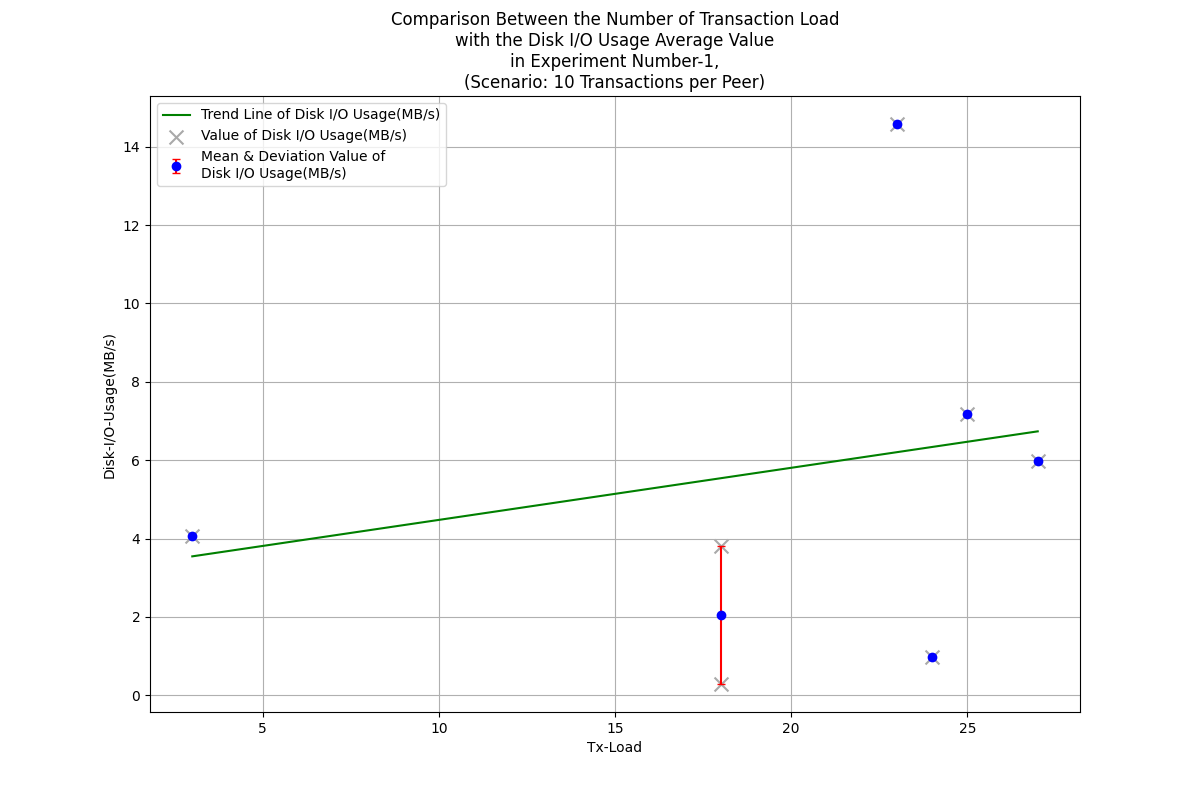 Comparison Between the Number of Transaction Load
with the Disk I/O Usage Average Value
in Experiment Number-1,
(Scenario: 10 Transactions per Peer)
Trend Line of Disk I/O Usage(MB/s)
Value of Disk I/O Usage(MB/s)
Mean & Deviation Value of
Disk I/O Usage(MB/s)
Disk-I/O-Usage(MB/s)
14
12
10
8
6
4
2
0
5
10
15
20
25
Tx-Load